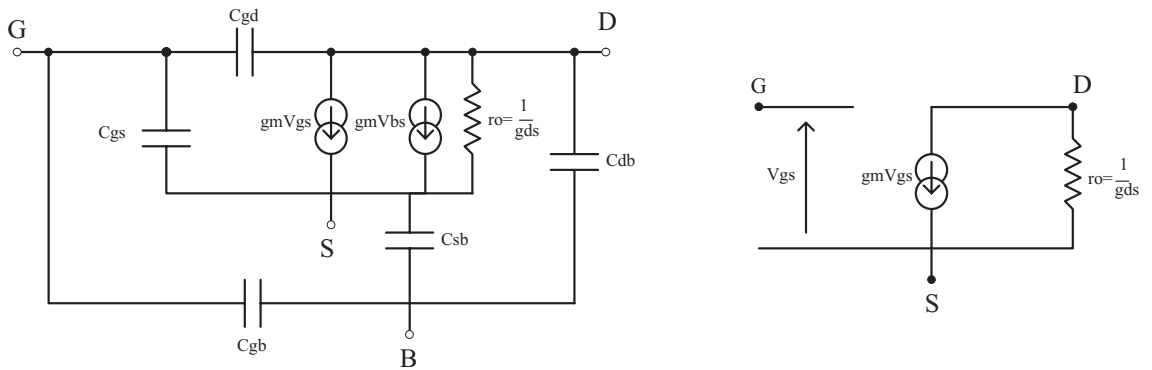 Cgd
G
D
Cgs
gmVgs
gmVbs
ro= 1
gds
Cdb
S
Csb
Cgb
B
G
D
Vgs
gmVgs
ro= 1
gds
S